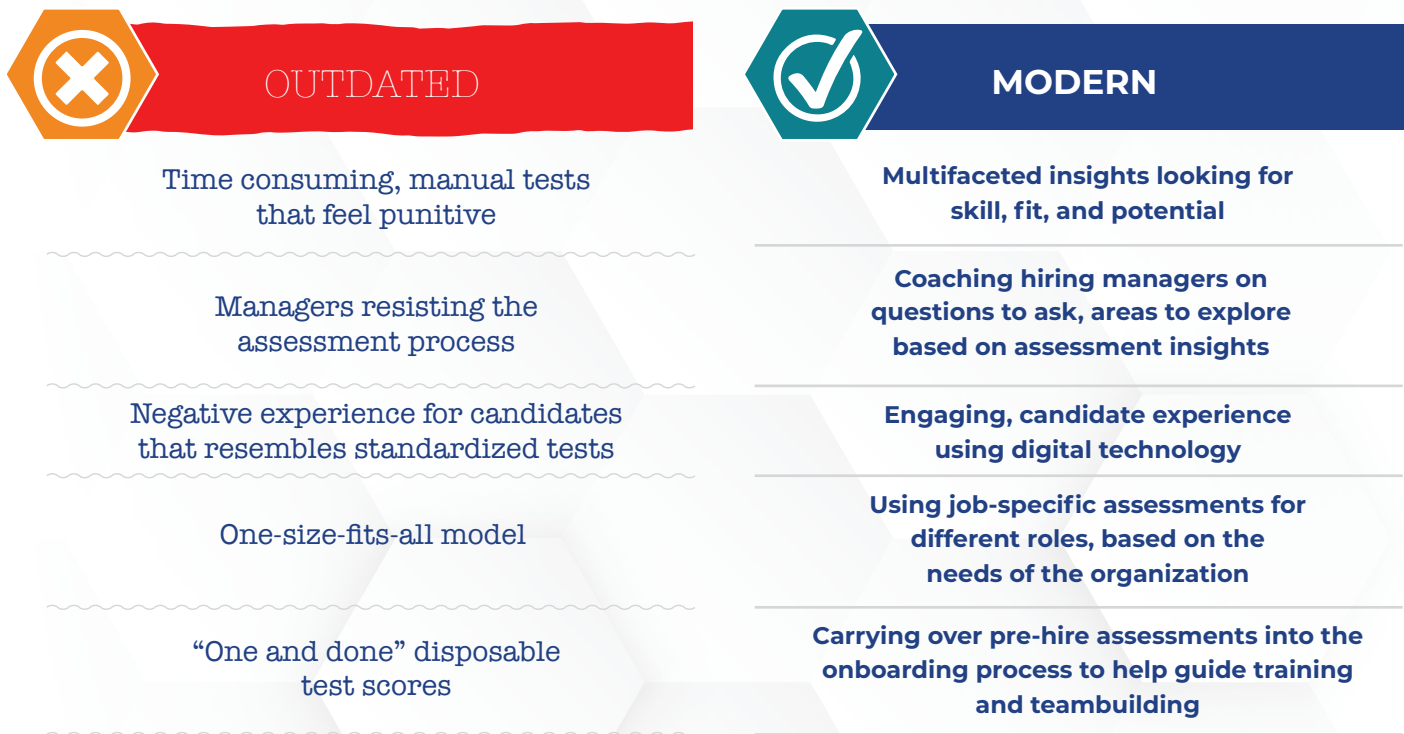 OUTDATED
MODERN
Time consuming, manual tests
that feel punitive
Multifaceted insights looking for
skill, fit, and potential
Managers resisting the
assessment process
Coaching hiring managers on
questions to ask, areas to explore
based on assessment insights
Negative experience for candidates
that resembles standardized tests
Engaging, candidate experience
using digital technology
One-size-fits-all model
Using job-specific assessments for
different roles, based on the
needs of the organization
“One and done” disposable
test scores
Carrying over pre-hire assessments into the
onboarding process to help guide training
and teambuilding